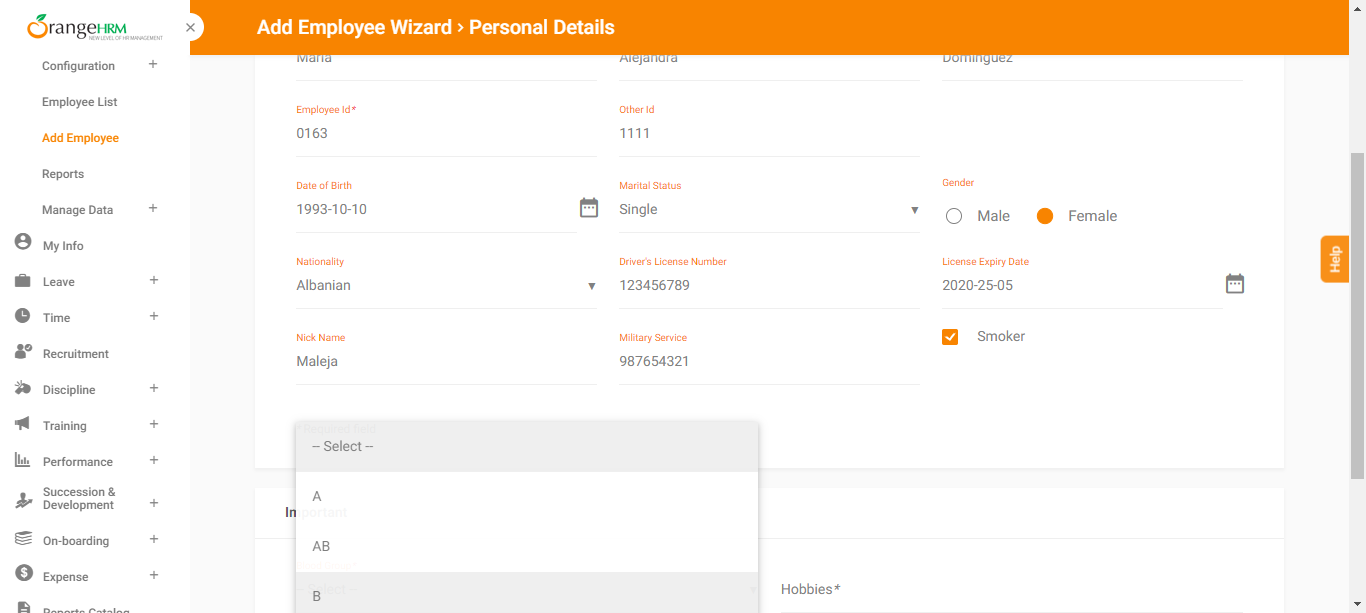 OrangeHRM
NEW LEVEL OF HR MANAGEMENT
Add Employee Wizard › Personal Details
Configuration +
Employee List
Add Employee
Reports
Manage Data +
My Info
Leave +
Time +
Recruitment
Discipline +
Training +
Performance +
Succession &
Development +
On-boarding +
Expense +
Reports Catalog
Maria Alejandra Dominguez
Employee Id* Other Id
0163 1111
Date of Birth Marital Status Gender
1993-10-10 Single Male Female
Nationality Driver's License Number License Expiry Date
Albanian 123456789 2020-25-05
Nick Name Military Service
Maleja 987654321 Smoker
* Required field
-- Select --
A
Important
AB
-- Select --
Hobbies*
B
Help